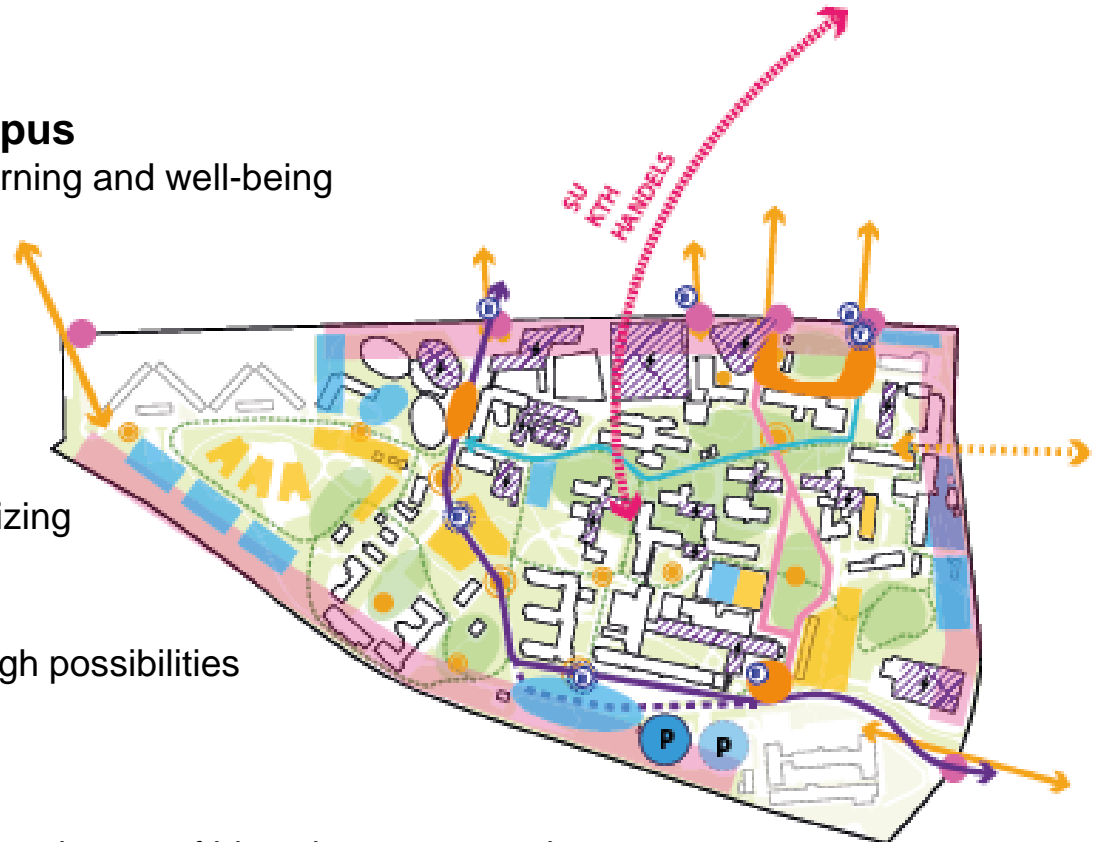 pus
rning and well-being
SU
KTH
HANDELS
izing
gh possibilities
P
P